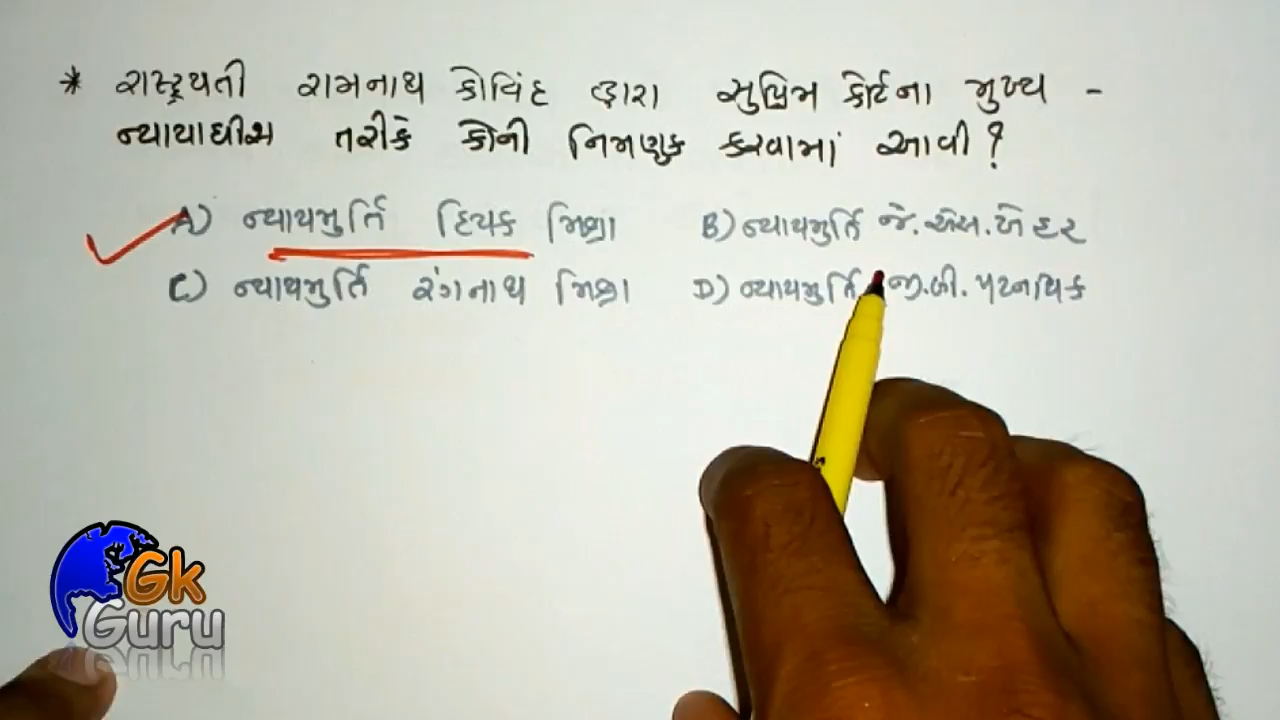 * રાષ્ટ્રપતી રામનાથ કોવિંદ દ્વારા સુપ્રિમ કોર્ટના મુખ્ય -
ન્યાયાધીશ તરીકે કોની નિમણુક કરવામાં આવી ?
A) ન્યાયમુર્તિ દિપક મિશ્રા B) ન્યાયમુર્તિ જે. એસ. ખેહર
C) ન્યાયમુર્તિ રંગનાથ મિશ્રા D) ન્યાયમુર્તિ જી.બી. પટનાયક
Gk
Guru